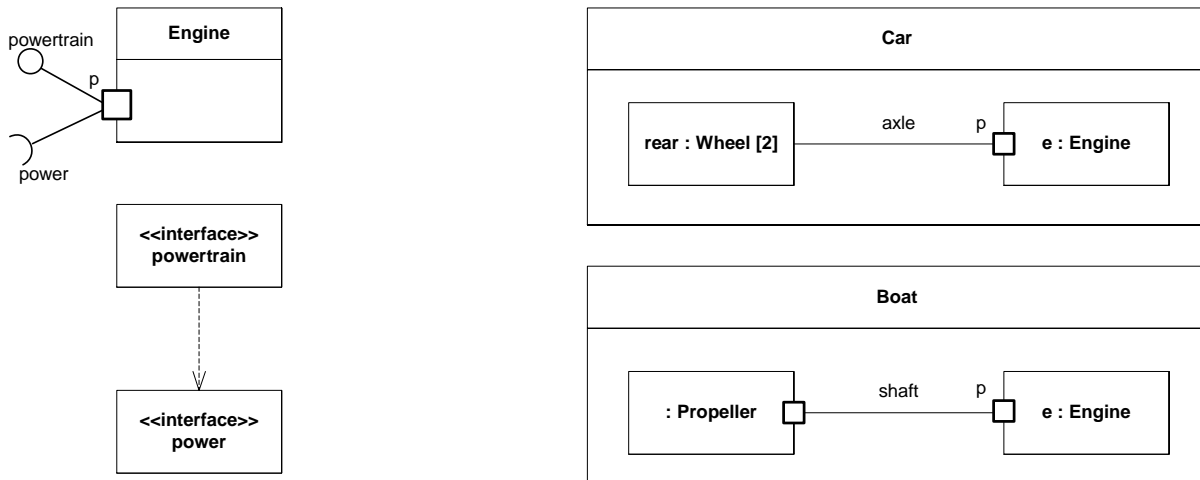 powertrain
p
power
Engine
<<interface>>
powertrain
<<interface>>
power
Car
rear : Wheel [2]
axle
p
e : Engine
Boat
: Propeller
shaft
p
e : Engine